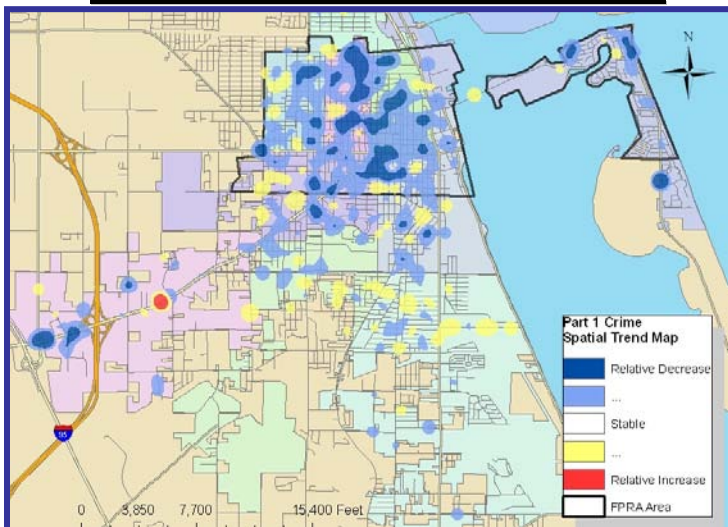 N
95
Part 1 Crime
Spatial Trend Map
Relative Decrease
...
Stable
...
Relative Increase
FPRA Area
0 3,850 7,700 15,400 Feet